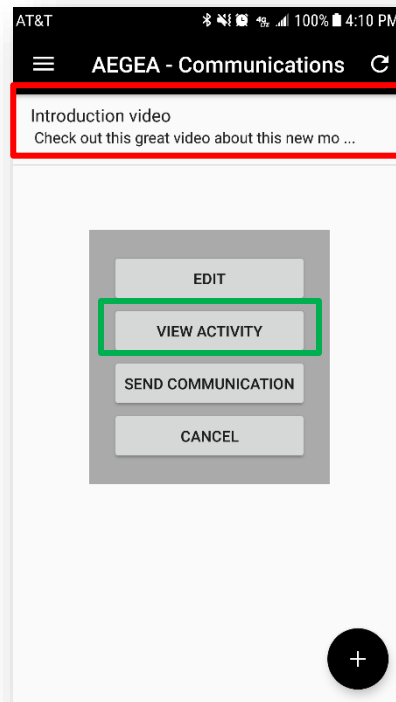 AT&T 4G 100% 4:10 PM
AEGEA - Communications
Introduction video
Check out this great video about this new mo ...
EDIT
VIEW ACTIVITY
SEND COMMUNICATION
CANCEL
+